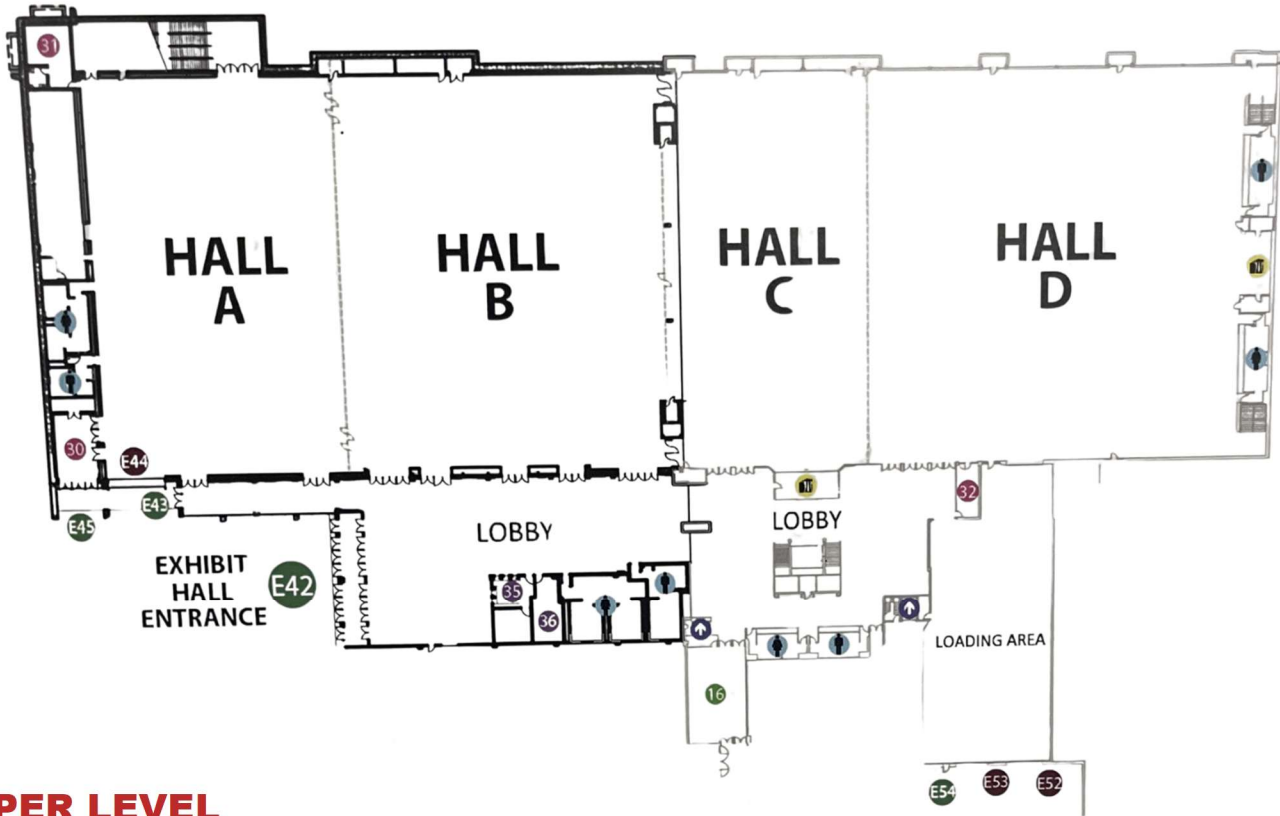 31
HALL
A
HALL
B
HALL
C
HALL
D
30
E44
E45
E43
EXHIBIT
HALL
ENTRANCE
E42
LOBBY
35
36
LOBBY
32
LOADING AREA
16
E54
E53
E52
PER LEVEL